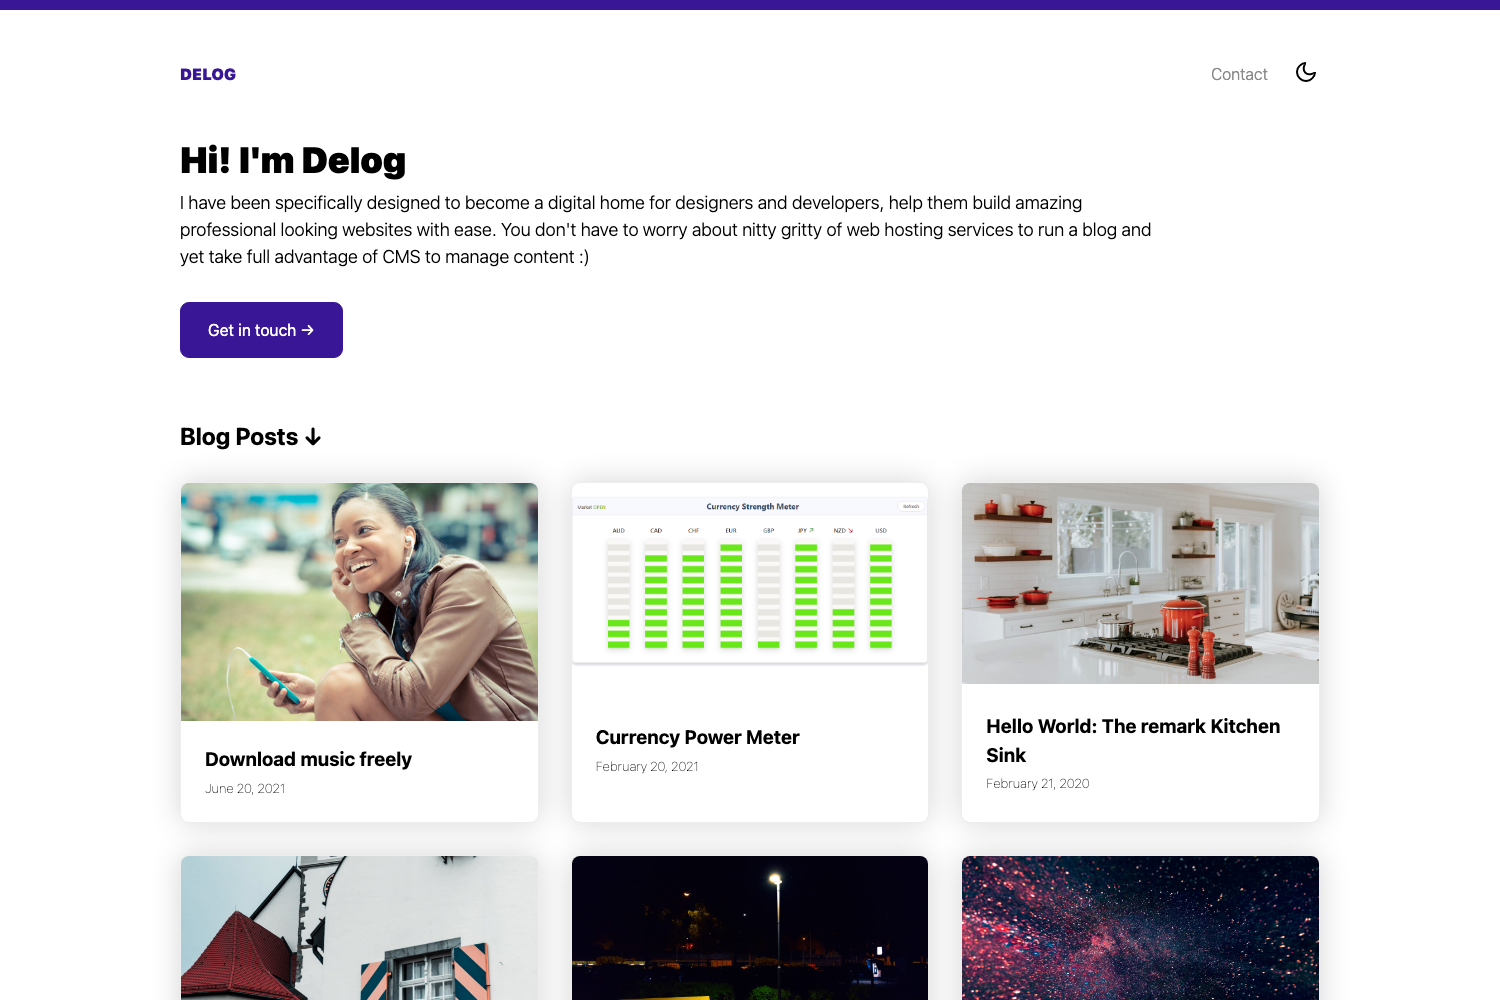 DELOG
Contact
Hi! I'm Delog
I have been specifically designed to become a digital home for designers and developers, help them build amazing
professional looking websites with ease. You don't have to worry about nitty gritty of web hosting services to run a blog and
yet take full advantage of CMS to manage content :)
Get in touch →
Blog Posts ↓
Market OPEN
Currency Strength Meter
Refresh
AUD CAD CHF EUR GBP JPY ↗ NZD ↘ USD
Download music freely
June 20, 2021
Currency Power Meter
February 20, 2021
Hello World: The remark Kitchen
Sink
February 21, 2020